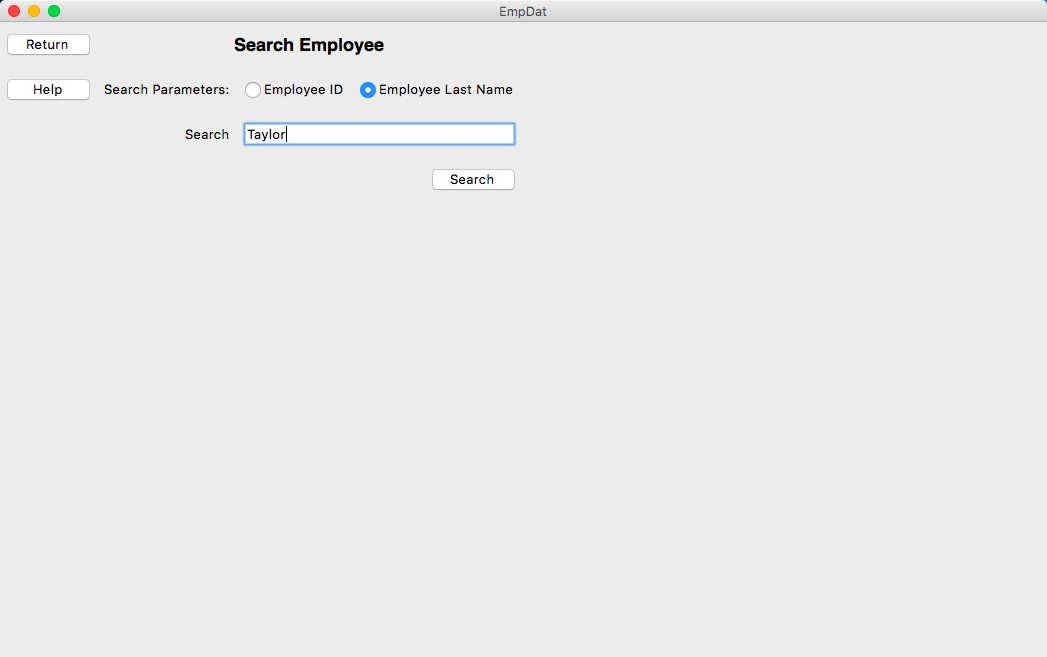 EmpDat
Return Search Employee
Help Search Parameters: Employee ID Employee Last Name
Search Taylor
Search